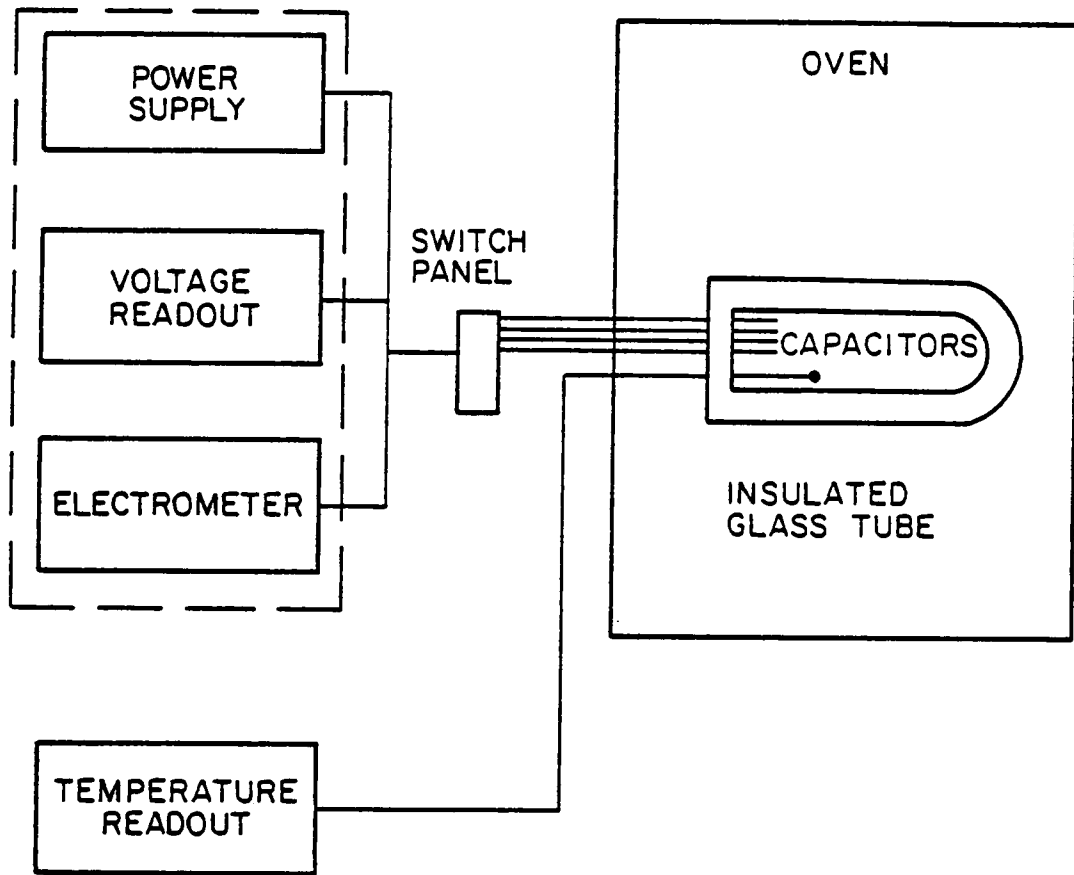 POWER
SUPPLY
VOLTAGE
READOUT
ELECTROMETER
SWITCH
PANEL
OVEN
CAPACITORS
INSULATED
GLASS TUBE
TEMPERATURE
READOUT